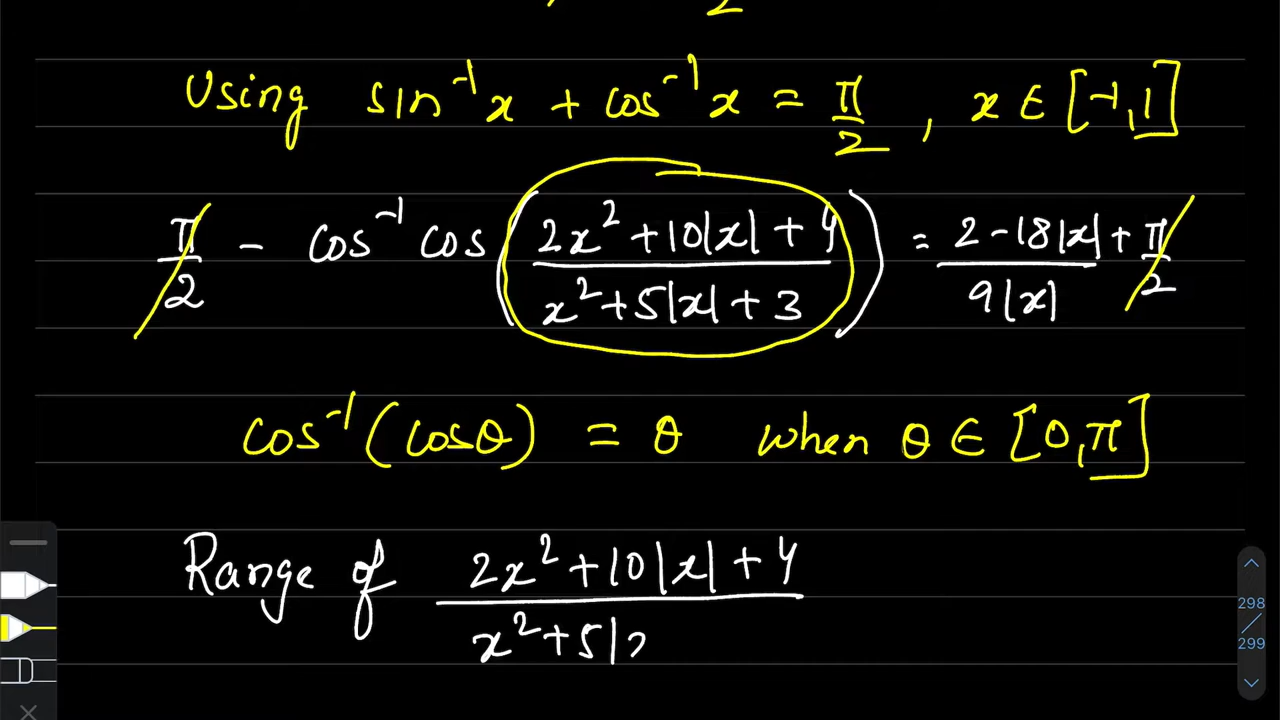 2
Using sin⁻¹x + cos⁻¹x = π/2, x ∈ [-1,1]
π/2 - cos⁻¹ cos((2x²+10|x|+4)/(x²+5|x|+3)) = (2-18|x|)/(9|x|) + π/2
cos⁻¹(cosθ) = θ when θ ∈ [0,π]
Range of (2x²+10|x|+4)/(x²+5|
298
299